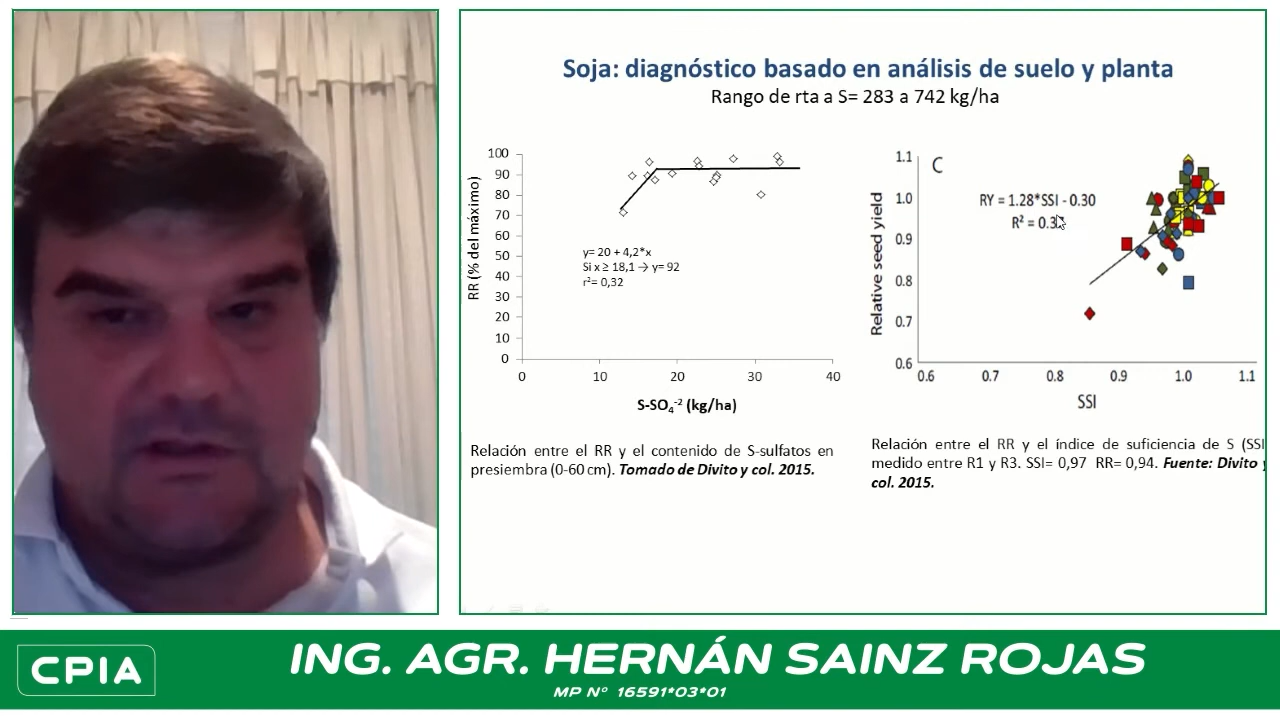 Soja: diagnóstico basado en análisis de suelo y planta
Rango de rta a S= 283 a 742 kg/ha
RR (% del máximo)
100
90
80
70
60
50
40
30
20
10
0
y= 20 + 4,2*x
Si x ≥ 18,1 → y= 92
r²= 0,32
0 10 20 30 40
S-SO₄⁻² (kg/ha)
Relación entre el RR y el contenido de S-sulfatos en
presiembra (0-60 cm). Tomado de Divito y col. 2015.
C
Relative seed yield
1.1
1.0
0.9
0.8
0.7
0.6
RY = 1.28*SSI - 0.30
R² = 0.3
0.6 0.7 0.8 0.9 1.0 1.1
SSI
Relación entre el RR y el índice de suficiencia de S (SSI
medido entre R1 y R3. SSI= 0,97 RR= 0,94. Fuente: Divito y
col. 2015.
CPIA
ING. AGR. HERNÁN SAINZ ROJAS
MP Nº 16591*03*01